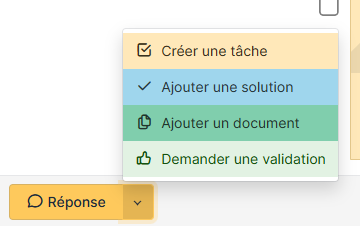 Créer une tâche
Ajouter une solution
Ajouter un document
Demander une validation
Réponse